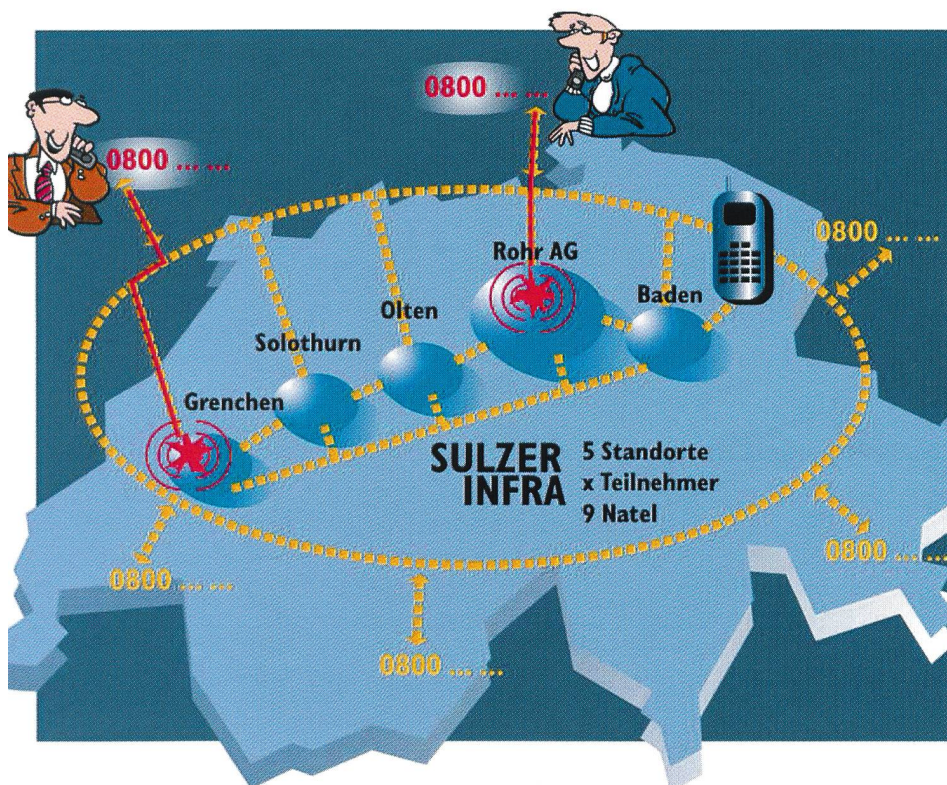 0800 ... ...
0800 ... ...
0800 ... ...
Rohr AG
Baden
Olten
Solothurn
Grenchen
SULZER
INFRA
5 Standorte
x Teilnehmer
9 Natel
0800 ... ...
0800 ... ...
0800 ... ...